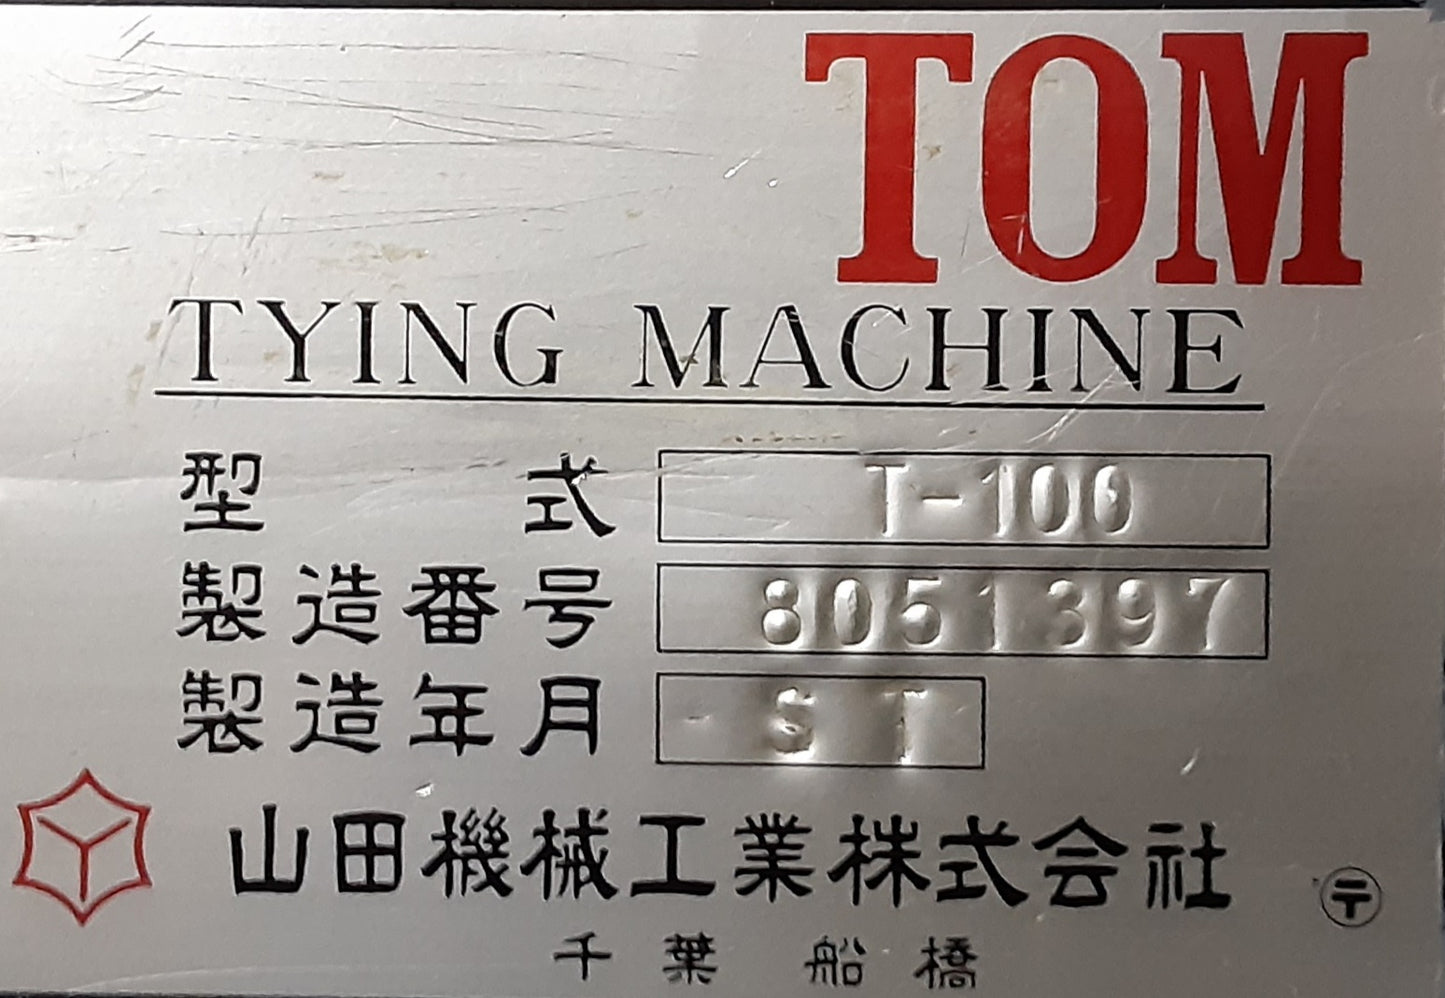 TOM
TYING MACHINE
型 式 T-100
製造番号 8051397
製造年月 - S T
山田機械工業株式会社 〒
千葉 船橋